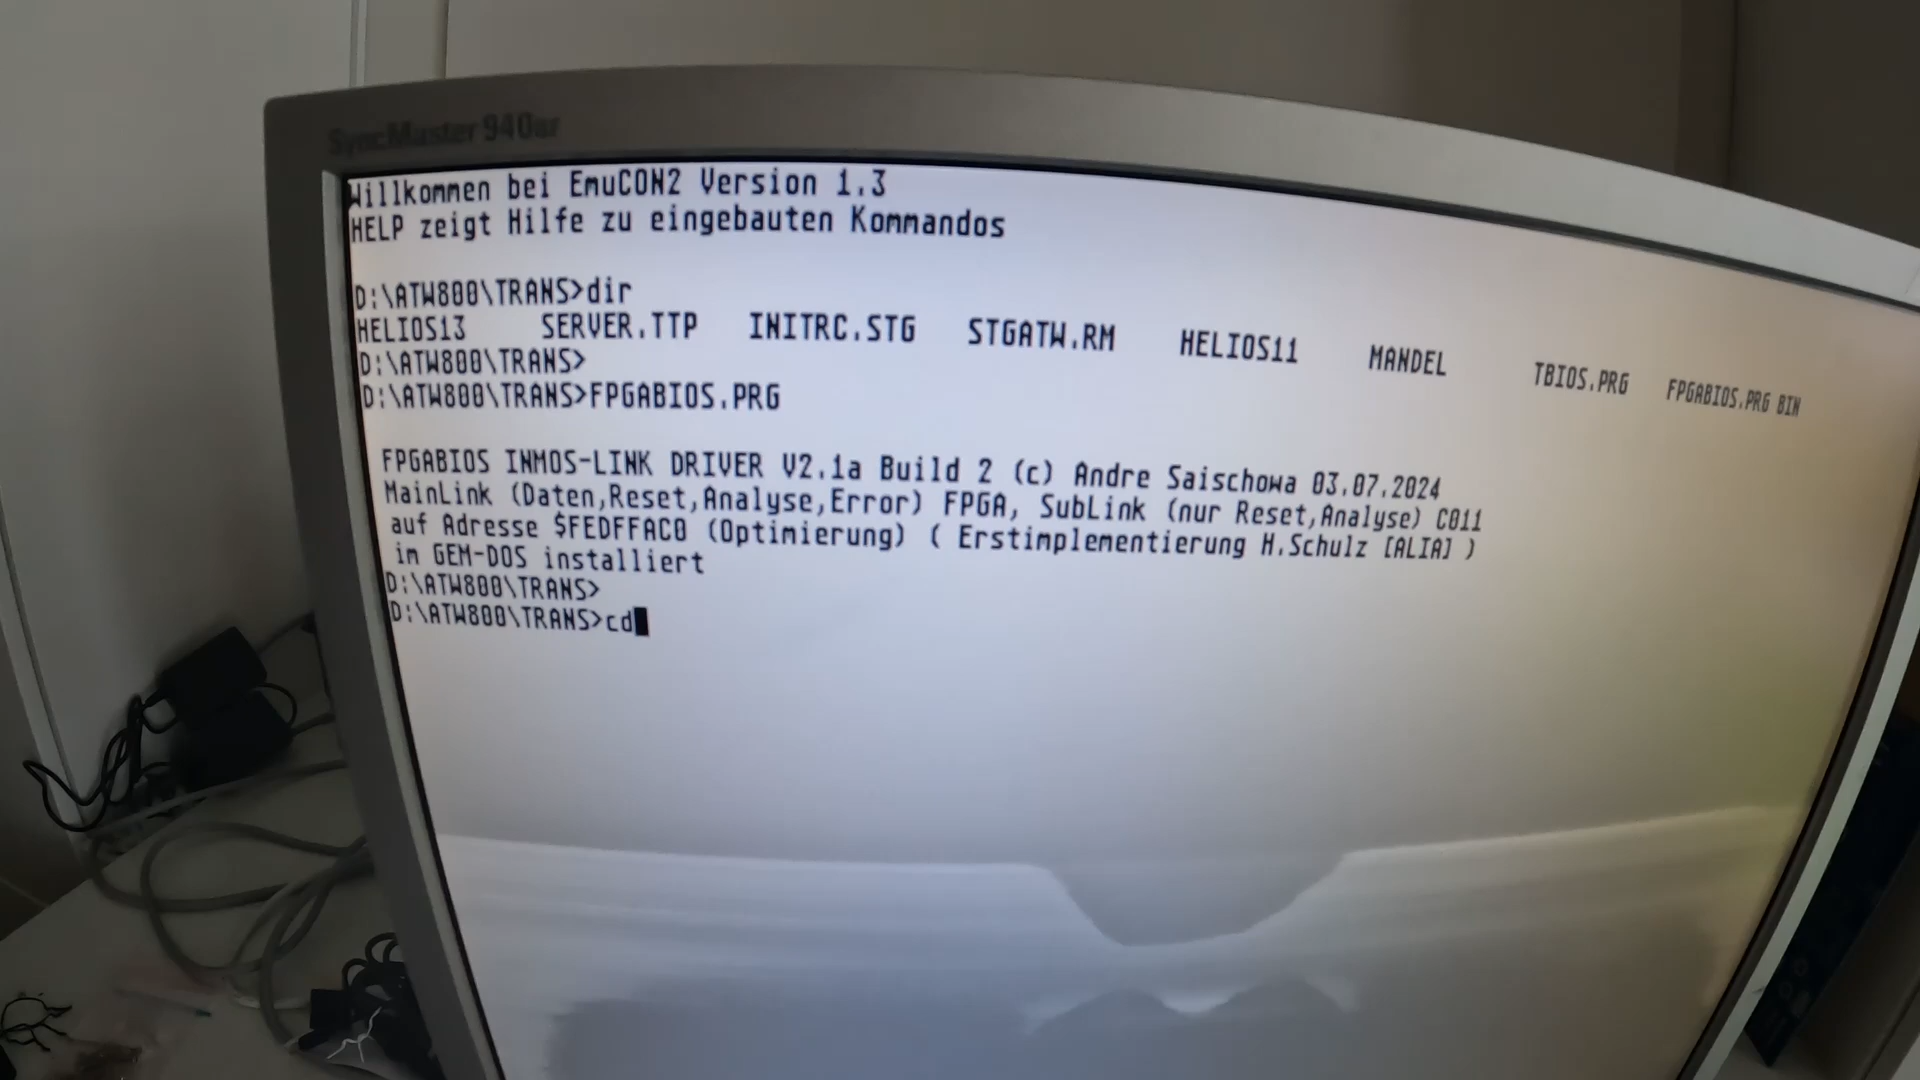 SyncMaster 940ar
Willkommen bei EmuCON2 Version 1.3
HELP zeigt Hilfe zu eingebauten Kommandos
D:\ATW800\TRANS>dir
HELIOS13 SERVER.TTP INITRC.STG STGATW.RM HELIOS11 MANDEL TBIOS.PRG FPGABIOS.PRG BIN
D:\ATW800\TRANS>
D:\ATW800\TRANS>FPGABIOS.PRG
FPGABIOS INMOS-LINK DRIVER V2.1a Build 2 (c) Andre Saischowa 03.07.2024
MainLink (Daten,Reset,Analyse,Error) FPGA, SubLink (nur Reset,Analyse) C011
auf Adresse $FEDFFAC0 (Optimierung) ( Erstimplementierung H.Schulz [ALIA] )
im GEM-DOS installiert
D:\ATW800\TRANS>
D:\ATW800\TRANS>cd